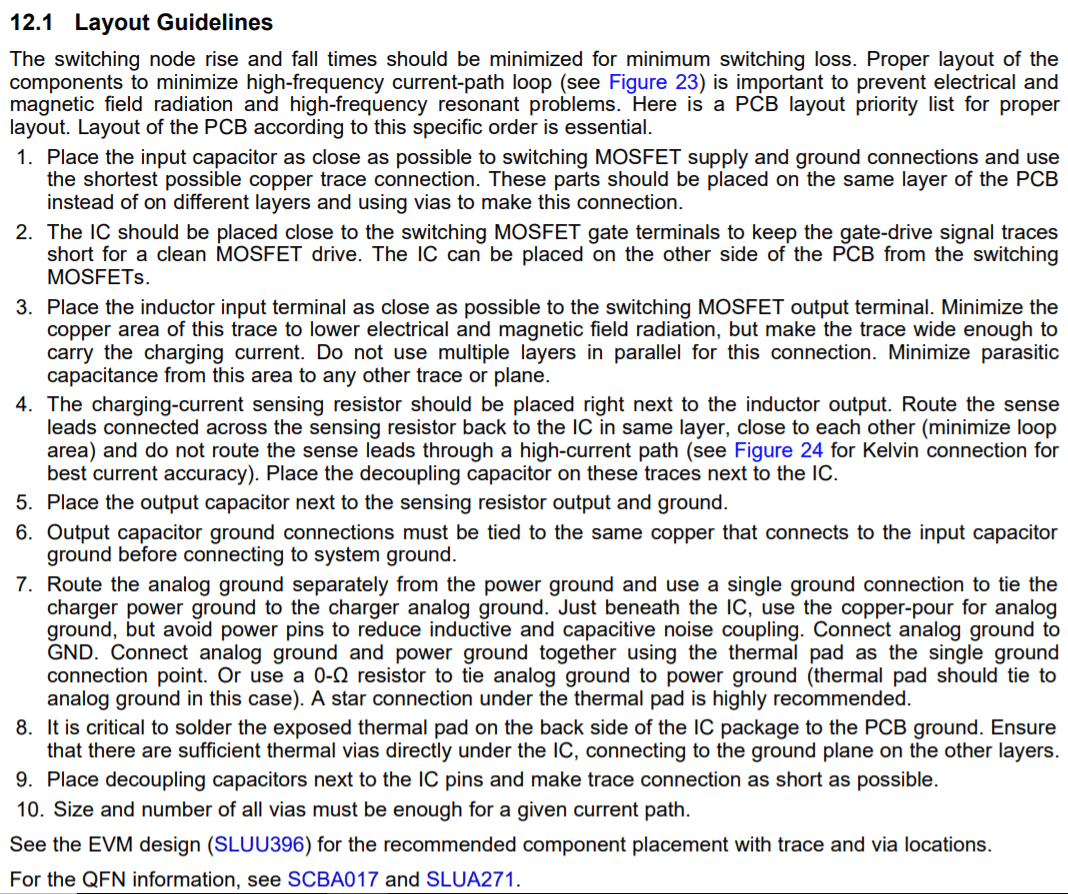 12.1 Layout Guidelines
The switching node rise and fall times should be minimized for minimum switching loss. Proper layout of the
components to minimize high-frequency current-path loop (see Figure 23) is important to prevent electrical and
magnetic field radiation and high-frequency resonant problems. Here is a PCB layout priority list for proper
layout. Layout of the PCB according to this specific order is essential.
1. Place the input capacitor as close as possible to switching MOSFET supply and ground connections and use
the shortest possible copper trace connection. These parts should be placed on the same layer of the PCB
instead of on different layers and using vias to make this connection.
2. The IC should be placed close to the switching MOSFET gate terminals to keep the gate-drive signal traces
short for a clean MOSFET drive. The IC can be placed on the other side of the PCB from the switching
MOSFETs.
3. Place the inductor input terminal as close as possible to the switching MOSFET output terminal. Minimize the
copper area of this trace to lower electrical and magnetic field radiation, but make the trace wide enough to
carry the charging current. Do not use multiple layers in parallel for this connection. Minimize parasitic
capacitance from this area to any other trace or plane.
4. The charging-current sensing resistor should be placed right next to the inductor output. Route the sense
leads connected across the sensing resistor back to the IC in same layer, close to each other (minimize loop
area) and do not route the sense leads through a high-current path (see Figure 24 for Kelvin connection for
best current accuracy). Place the decoupling capacitor on these traces next to the IC.
5. Place the output capacitor next to the sensing resistor output and ground.
6. Output capacitor ground connections must be tied to the same copper that connects to the input capacitor
ground before connecting to system ground.
7. Route the analog ground separately from the power ground and use a single ground connection to tie the
charger power ground to the charger analog ground. Just beneath the IC, use the copper-pour for analog
ground, but avoid power pins to reduce inductive and capacitive noise coupling. Connect analog ground to
GND. Connect analog ground and power ground together using the thermal pad as the single ground
connection point. Or use a 0-Ω resistor to tie analog ground to power ground (thermal pad should tie to
analog ground in this case). A star connection under the thermal pad is highly recommended.
8. It is critical to solder the exposed thermal pad on the back side of the IC package to the PCB ground. Ensure
that there are sufficient thermal vias directly under the IC, connecting to the ground plane on the other layers.
9. Place decoupling capacitors next to the IC pins and make trace connection as short as possible.
10. Size and number of all vias must be enough for a given current path.
See the EVM design (SLUU396) for the recommended component placement with trace and via locations.
For the QFN information, see SCBA017 and SLUA271.